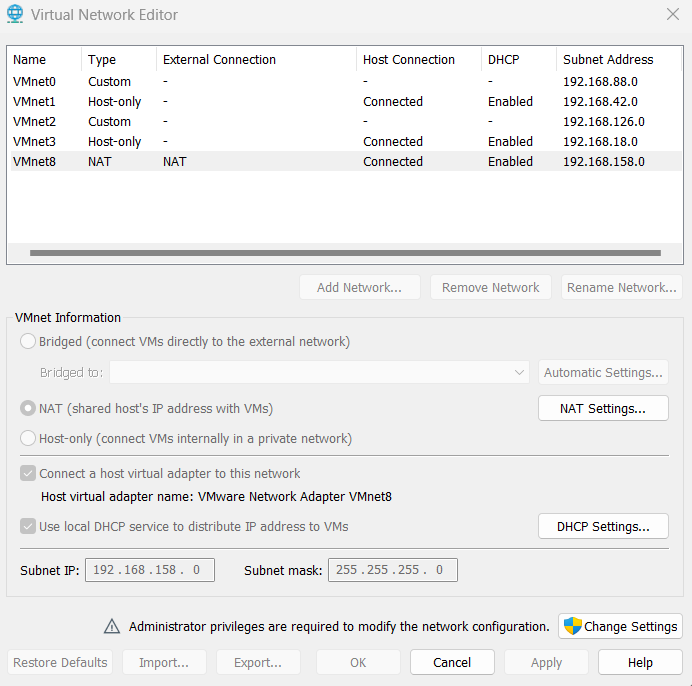 Virtual Network Editor
Name Type External Connection Host Connection DHCP Subnet Address
VMnet0 Custom - - - 192.168.88.0
VMnet1 Host-only - Connected Enabled 192.168.42.0
VMnet2 Custom - - - 192.168.126.0
VMnet3 Host-only - Connected Enabled 192.168.18.0
VMnet8 NAT NAT Connected Enabled 192.168.158.0
Add Network... Remove Network Rename Network...
VMnet Information
Bridged (connect VMs directly to the external network)
Bridged to: Automatic Settings...
NAT (shared host's IP address with VMs) NAT Settings...
Host-only (connect VMs internally in a private network)
Connect a host virtual adapter to this network
Host virtual adapter name: VMware Network Adapter VMnet8
Use local DHCP service to distribute IP address to VMs DHCP Settings...
Subnet IP: 192 . 168 . 158 . 0 Subnet mask: 255 . 255 . 255 . 0
Administrator privileges are required to modify the network configuration. Change Settings
Restore Defaults Import... Export... OK Cancel Apply Help